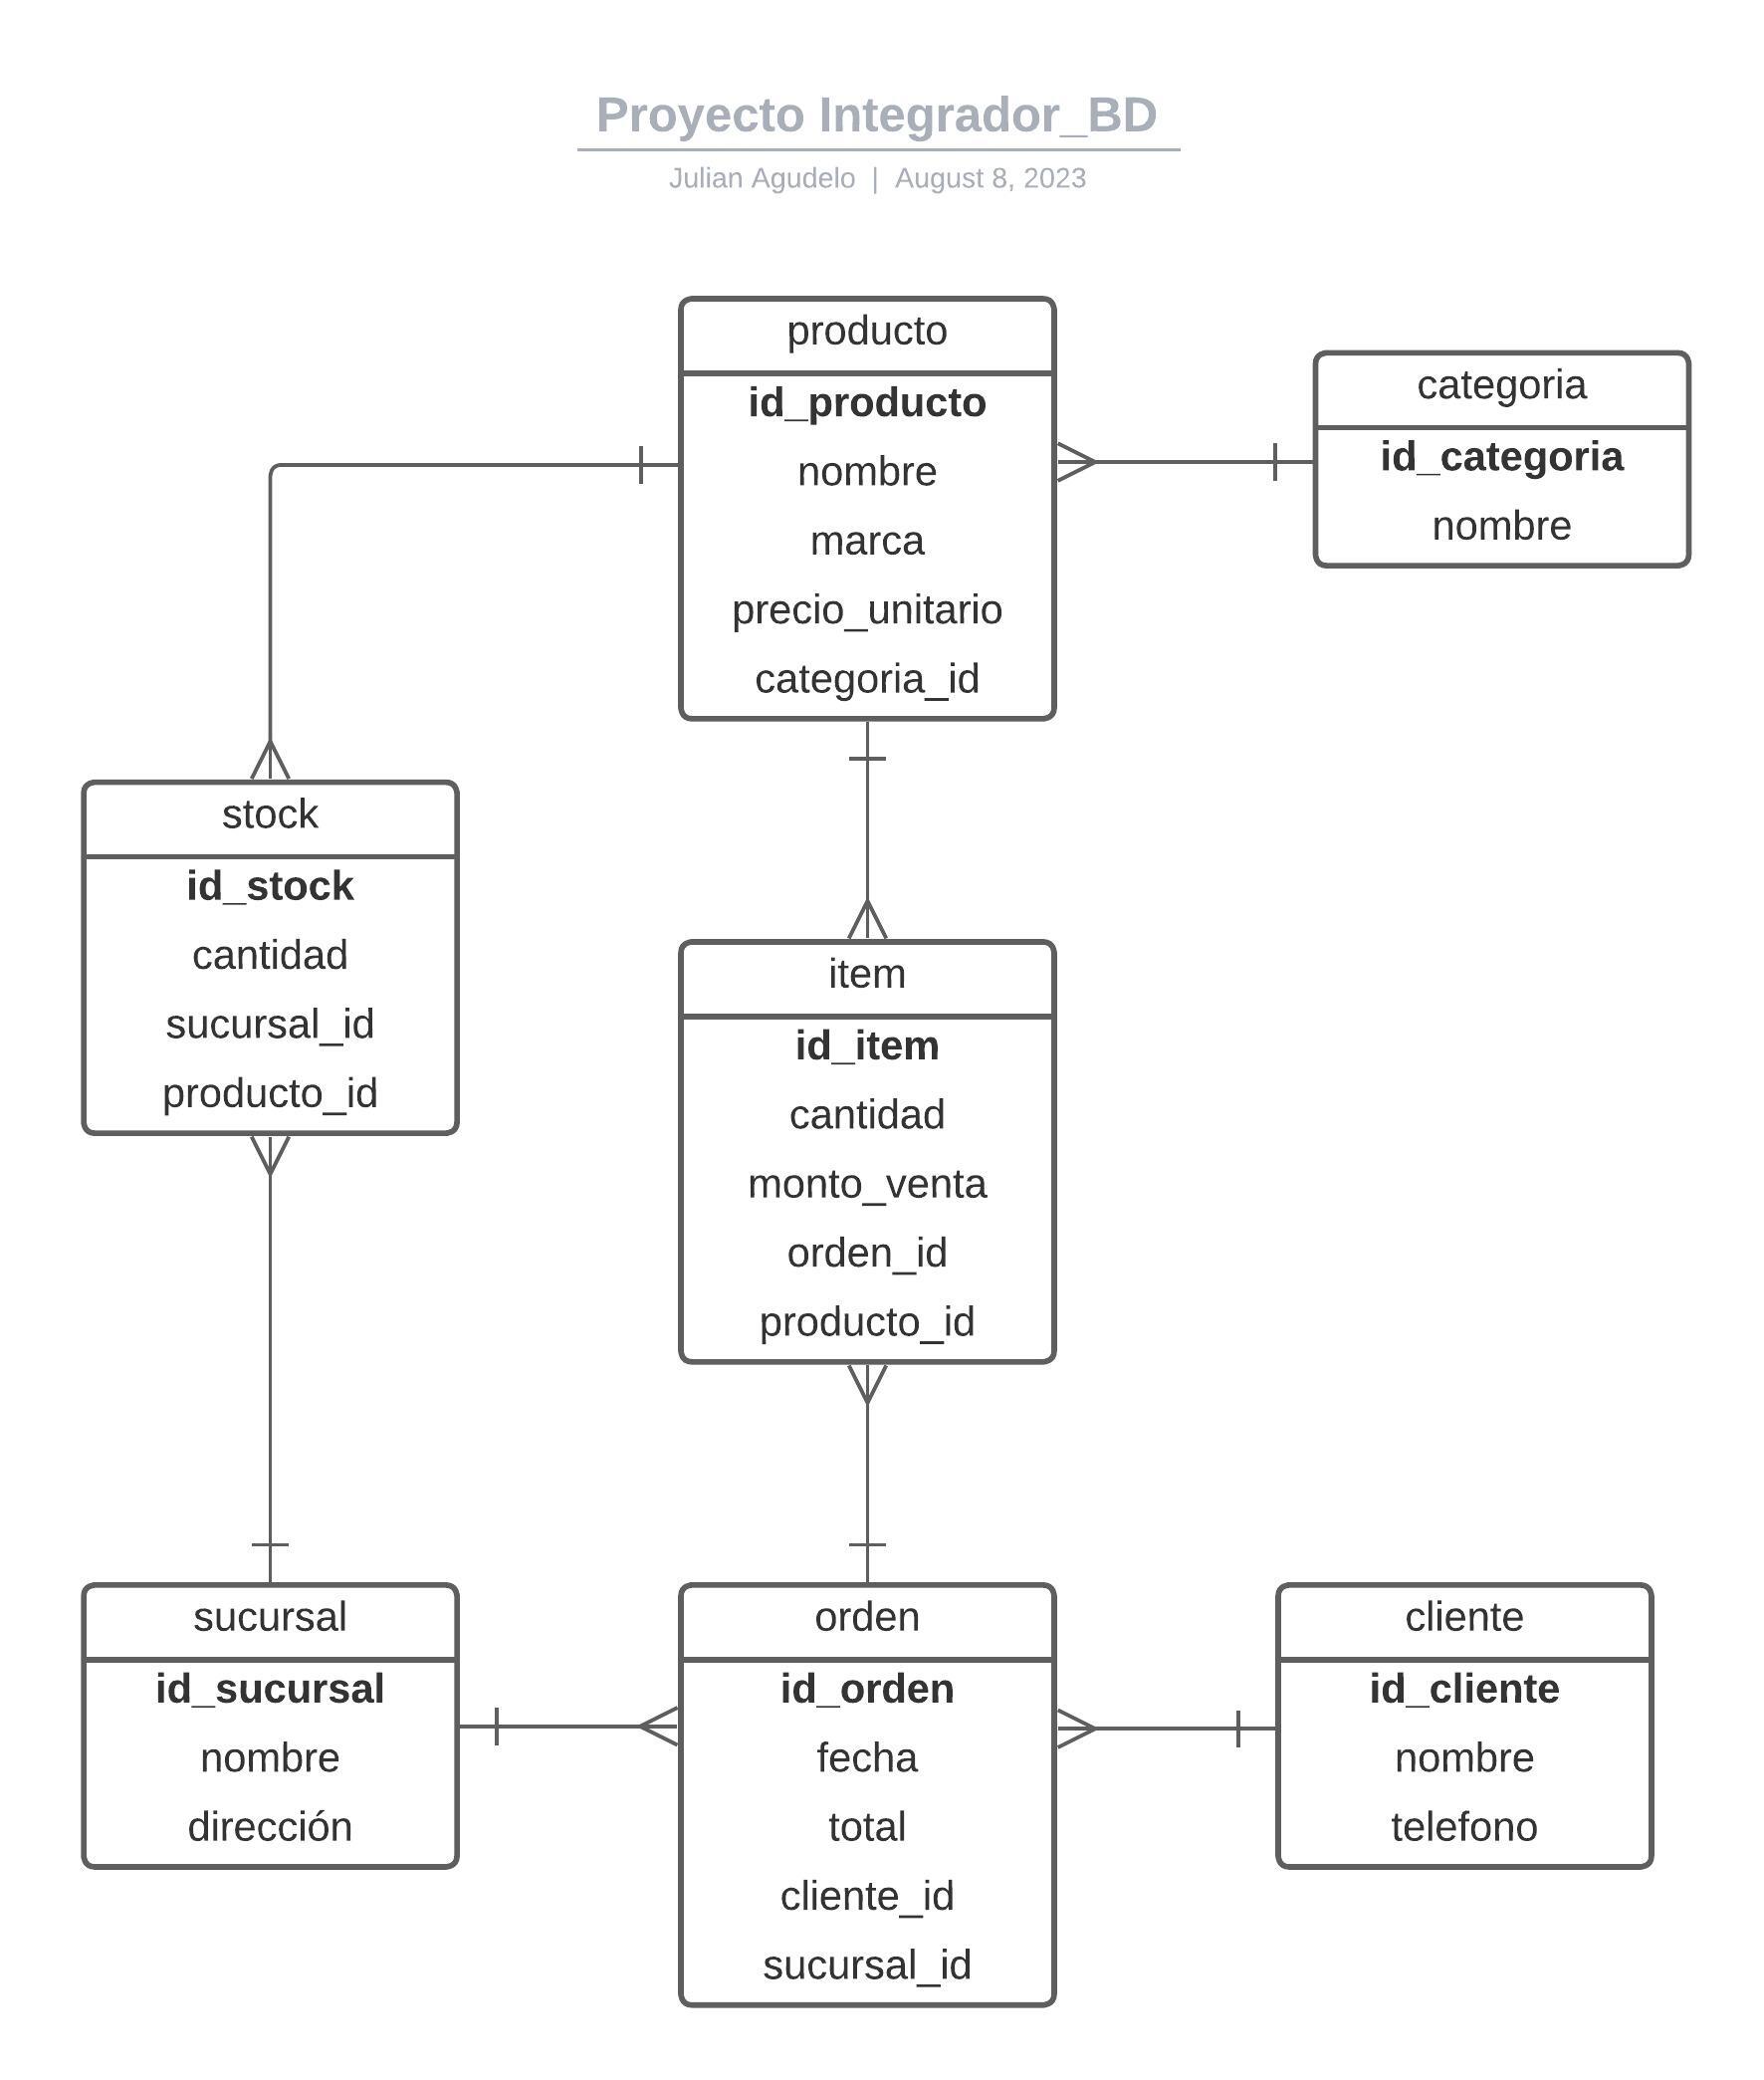 Proyecto Integrador_BD
Julian Agudelo | August 8, 2023
producto
id_producto
nombre
marca
precio_unitario
categoria_id
categoria
id_categoria
nombre
stock
id_stock
cantidad
sucursal_id
producto_id
item
id_item
cantidad
monto_venta
orden_id
producto_id
sucursal
id_sucursal
nombre
dirección
orden
id_orden
fecha
total
cliente_id
sucursal_id
cliente
id_cliente
nombre
telefono